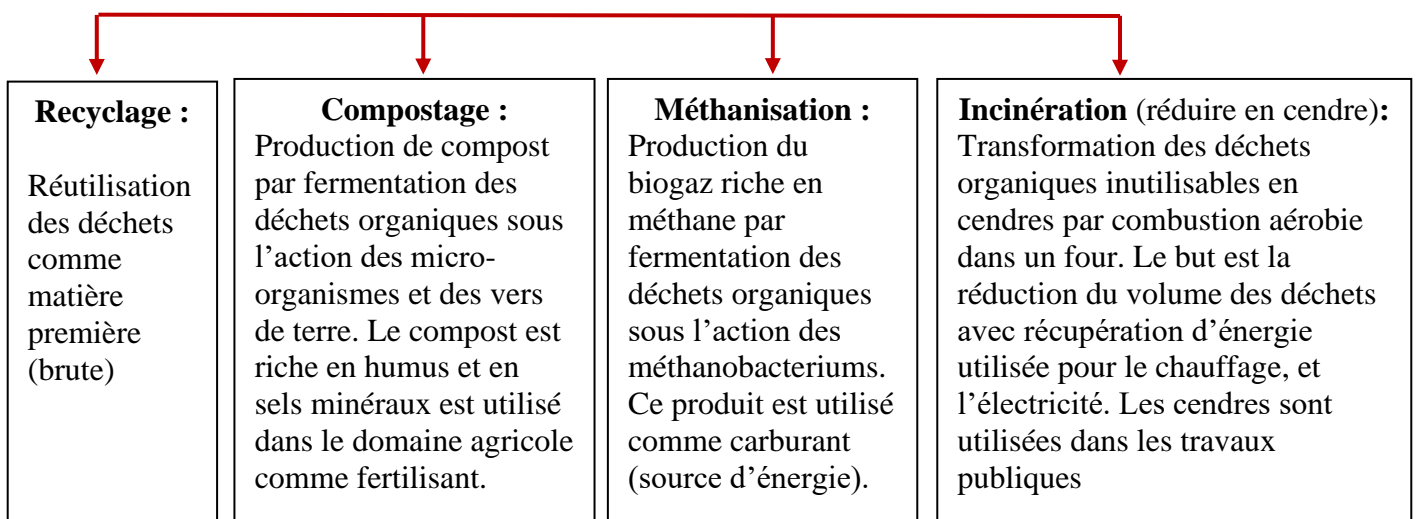 Recyclage :
Réutilisation
des déchets
comme
matière
première
(brute)
Compostage :
Production de compost
par fermentation des
déchets organiques sous
l’action des micro-
organismes et des vers
de terre. Le compost est
riche en humus et en
sels minéraux est utilisé
dans le domaine agricole
comme fertilisant.
Méthanisation :
Production du
biogaz riche en
méthane par
fermentation des
déchets organiques
sous l’action des
méthanobacteriums.
Ce produit est utilisé
comme carburant
(source d’énergie).
Incinération (réduire en cendre):
Transformation des déchets
organiques inutilisables en
cendres par combustion aérobie
dans un four. Le but est la
réduction du volume des déchets
avec récupération d’énergie
utilisée pour le chauffage, et
l’électricité. Les cendres sont
utilisées dans les travaux
publiques